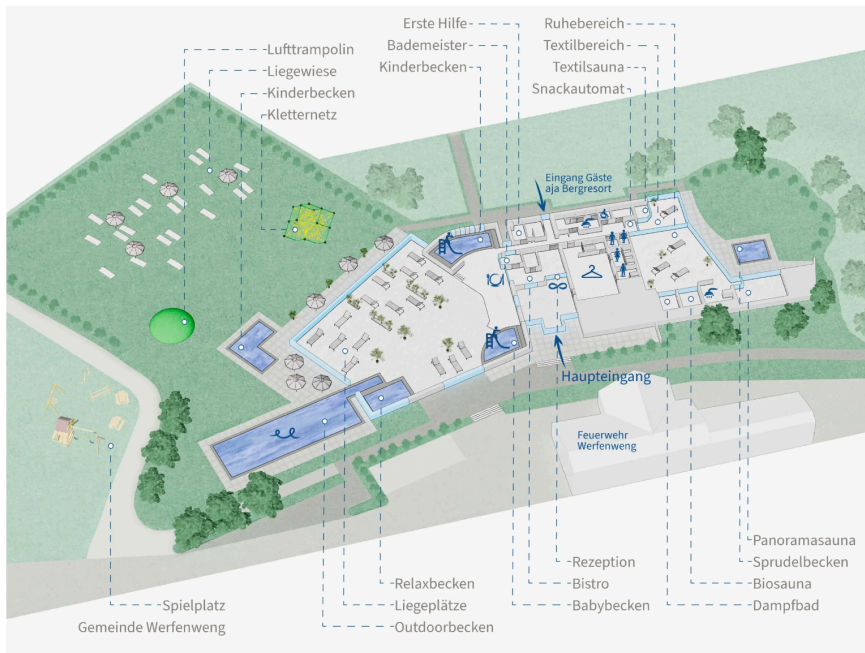 Erste Hilfe
Bademeister
Kinderbecken
Ruhebereich
Textilbereich
Textilsauna
Snackautomat
Lufttrampolin
Liegewiese
Kinderbecken
Kletternetz
Eingang Gäste
aja Bergresort
Haupteingang
Feuerwehr
Werfenweng
Panoramasauna
Sprudelbecken
Biosauna
Dampfbad
Rezeption
Bistro
Babybecken
Relaxbecken
Liegeplätze
Outdoorbecken
Spielplatz
Gemeinde Werfenweng